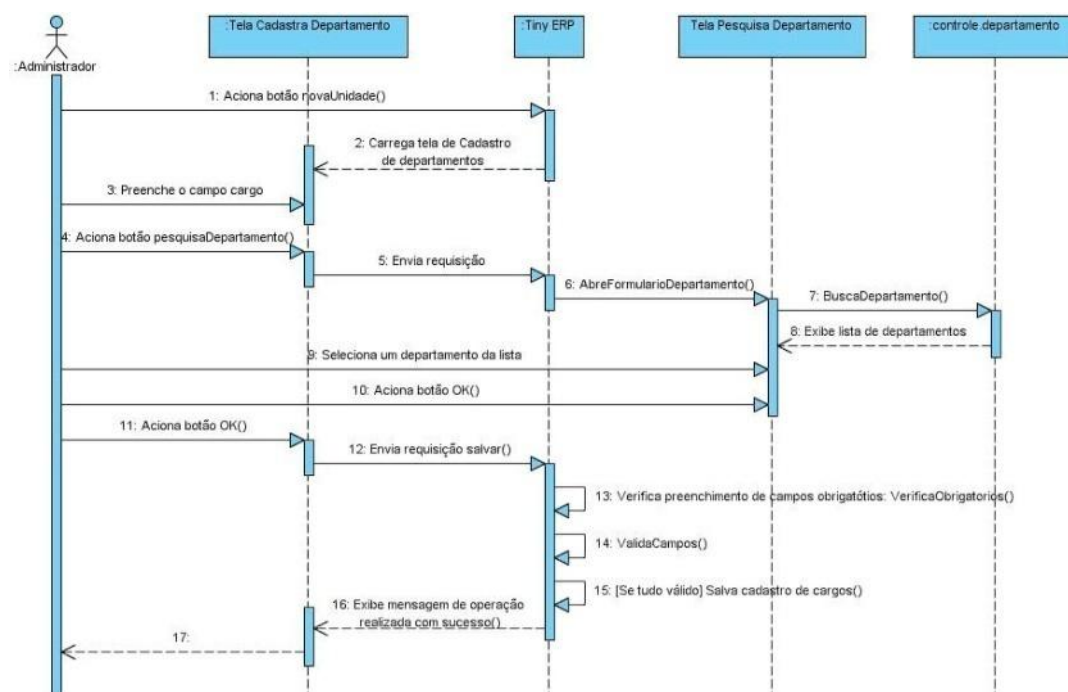 :Tela Cadastra Departamento
:Tiny ERP
Tela Pesquisa Departamento
:controle.departamento
:Administrador
1: Aciona botão novaUnidade()
2: Carrega tela de Cadastro
de departamentos
3: Preenche o campo cargo
4: Aciona botão pesquisaDepartamento()
5: Envia requisição
6: AbreFormularioDepartamento()
7: BuscaDepartamento()
8: Exibe lista de departamentos
9: Seleciona um departamento da lista
10: Aciona botão OK()
11: Aciona botão OK()
12: Envia requisição salvar()
13: Verifica preenchimento de campos obrigatótios: VerificaObrigatorios()
14: ValidaCampos()
15: [Se tudo válido] Salva cadastro de cargos()
16: Exibe mensagem de operação
realizada com sucesso()
17: